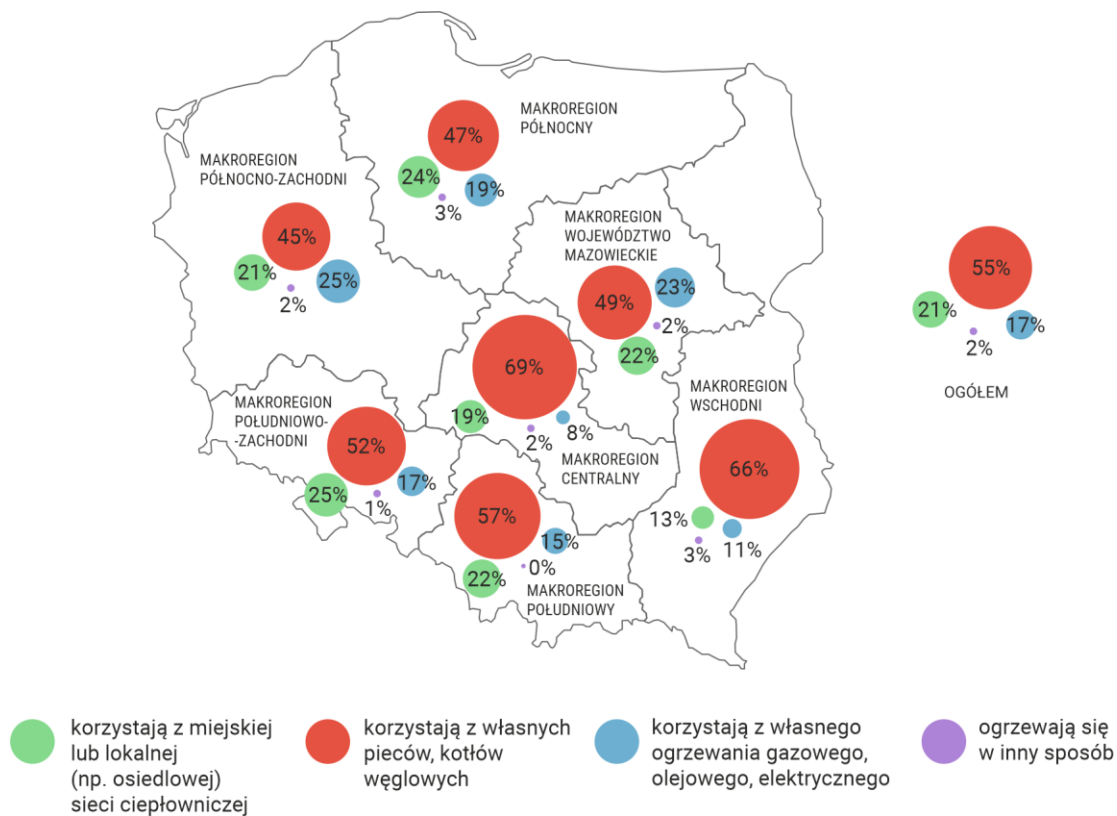 MAKROREGION
PÓŁNOCNY
47%
24%
19%
3%
MAKROREGION
PÓŁNOCNO-ZACHODNI
45%
21%
25%
2%
MAKROREGION
WOJEWÓDZTWO
MAZOWIECKIE
23%
49%
2%
22%
55%
21%
17%
2%
OGÓŁEM
69%
19%
8%
2%
MAKROREGION
CENTRALNY
MAKROREGION
WSCHODNI
66%
13%
11%
3%
MAKROREGION
POŁUDNIOWO-
-ZACHODNI
52%
25%
17%
1%
57%
15%
22%
0%
MAKROREGION
POŁUDNIOWY
korzystają z miejskiej
lub lokalnej
(np. osiedlowej)
sieci ciepłowniczej
korzystają z własnych
pieców, kotłów
węglowych
korzystają z własnego
ogrzewania gazowego,
olejowego, elektrycznego
ogrzewają się
w inny sposób